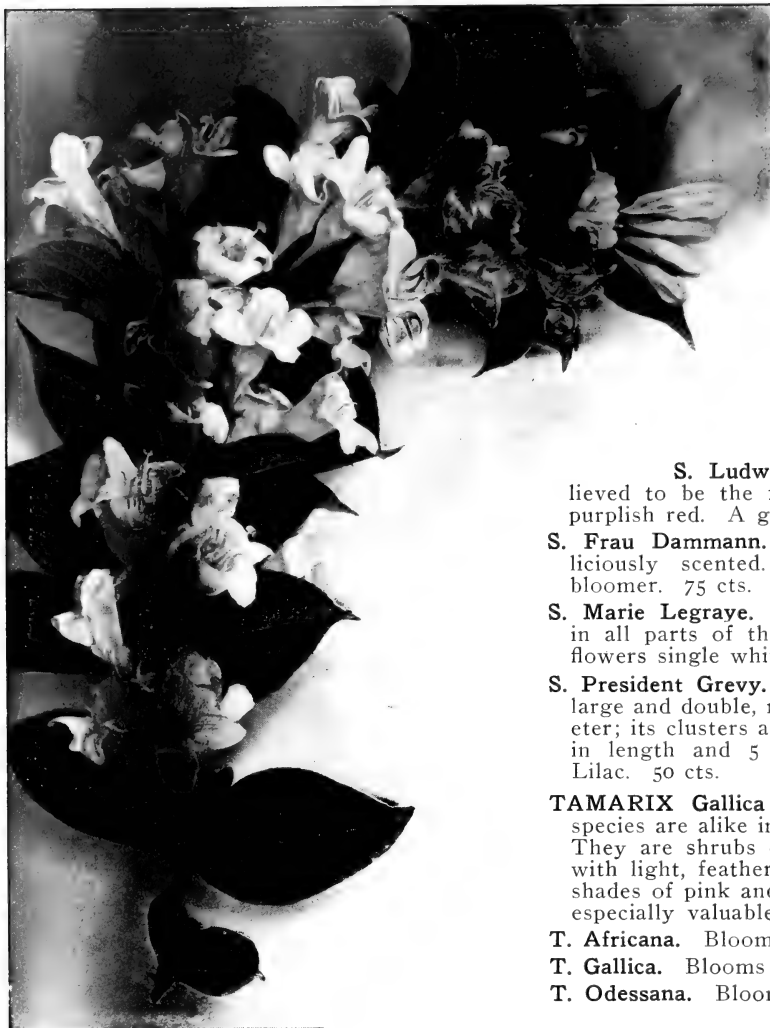 S. Ludw
lieved to be the
purplish red. A g
S. Frau Dammann.
liciously scented.
bloomer. 75 cts.
S. Marie Legraye.
in all parts of th
flowers single whi
S. President Grevy.
large and double,
eter; its clusters a
in length and 5
Lilac. 50 cts.
TAMARIX Gallica
species are alike i
They are shrubs
with light, feather
shades of pink and
especially valuable
T. Africana. Bloom
T. Gallica. Blooms
T. Odessana. Bloor